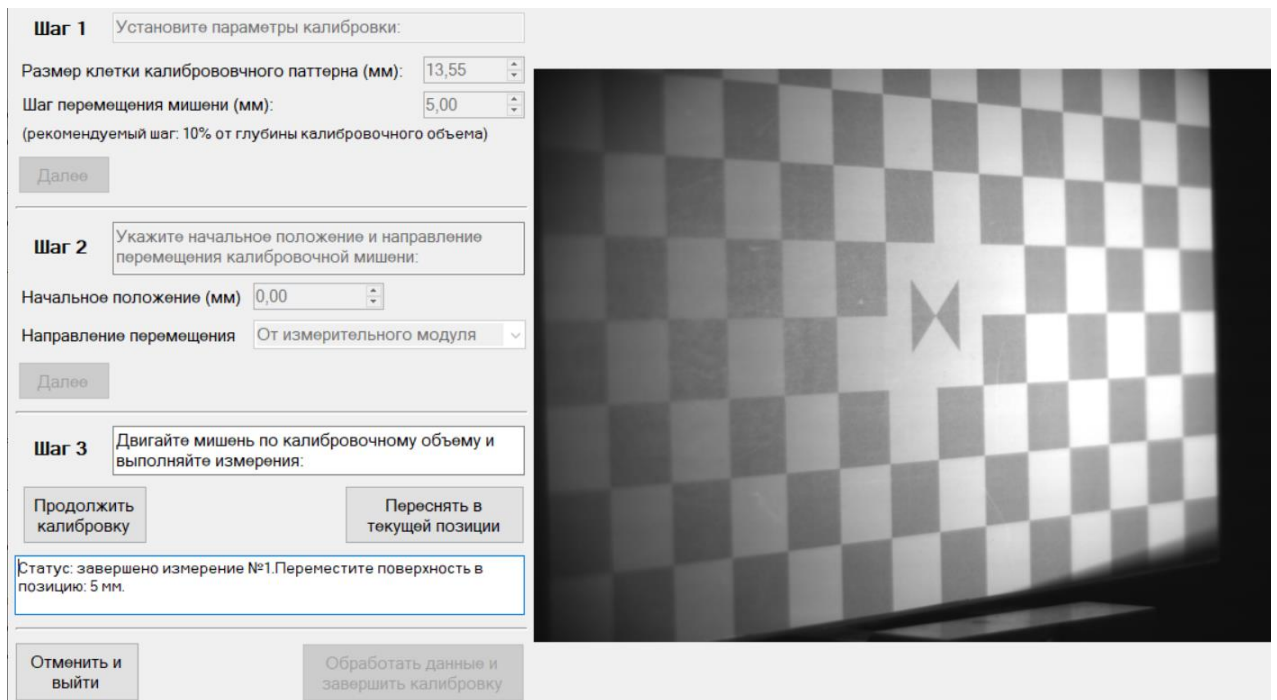 Шаг 1
Установите параметры калибровки:
Размер клетки калибрововчного паттерна (мм):
13,55
Шаг перемещения мишени (мм):
5,00
(рекомендуемый шаг: 10% от глубины калибровочного объема)
Далее
Шаг 2
Укажите начальное положение и направление
перемещения калибровочной мишени:
Начальное положение (мм)
0,00
Направление перемещения
От измерительного модуля
Далее
Шаг 3
Двигайте мишень по калибровочному объему и
выполняйте измерения:
Продолжить
калибровку
Переснять в
текущей позиции
Статус: завершено измерение №1.Переместите поверхность в
позицию: 5 мм.
Отменить и
выйти
Обработать данные и
завершить калибровку